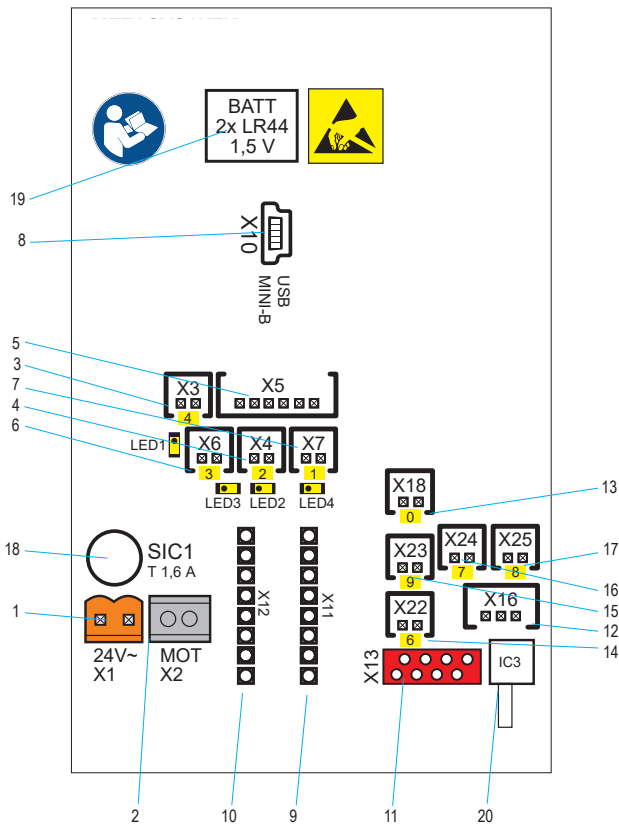 BATT
2x LR44
1,5 V
19
8
X10
USB
MINI-B
5
3
7
4
6
X3
4
X5
LED1
X6
3
X4
2
X7
1
LED3
LED2
LED4
X18
0
13
18
SIC1
T 1,6 A
X12
X11
X23
9
X24
7
X25
8
17
16
15
1
X22
6
X16
12
14
24V~
X1
MOT
X2
X13
IC3
2
10
9
11
20